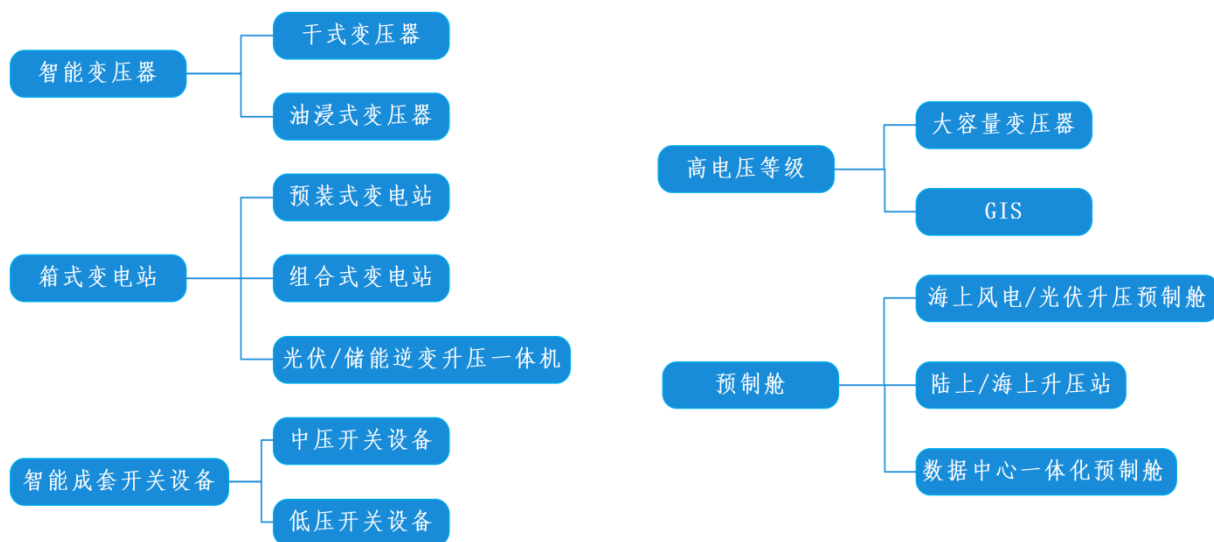 智能变压器
干式变压器
油浸式变压器
箱式变电站
预装式变电站
组合式变电站
光伏/储能逆变升压一体机
智能成套开关设备
中压开关设备
低压开关设备
高电压等级
大容量变压器
GIS
预制舱
海上风电/光伏升压预制舱
陆上/海上升压站
数据中心一体化预制舱